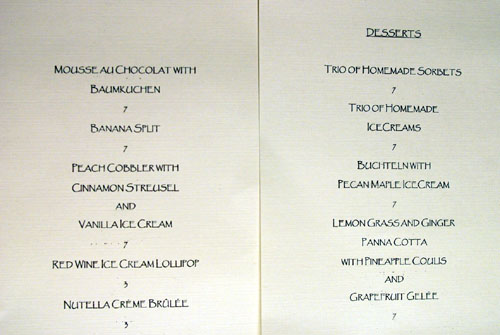 Mousse au Chocolat with
Baumkuchen
7
Banana Split
7
Peach Cobbler with
Cinnamon Streusel
and
Vanilla Ice Cream
7
Red Wine Ice Cream Lollipop
3
Nutella Crème Brûlée
3
Desserts
Trio of Homemade Sorbets
7
Trio of Homemade
Ice Creams
7
Buchteln with
Pecan Maple Ice Cream
7
Lemon Grass and Ginger
Panna Cotta
with Pineapple Coulis
and
Grapefruit Gelée
7